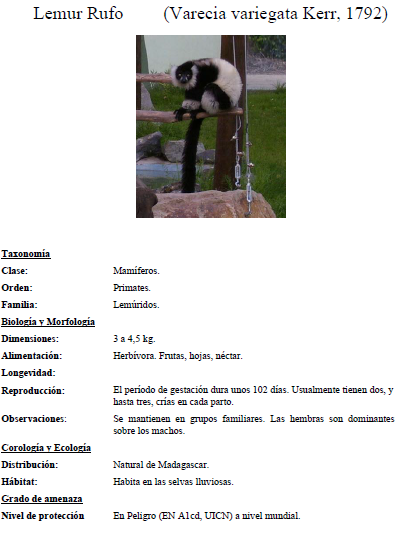 Lemur Rufo (Varecia variegata Kerr, 1792)
Taxonomía
Clase: Mamíferos.
Orden: Primates.
Familia: Lemúridos.
Biología y Morfología
Dimensiones: 3 a 4,5 kg.
Alimentación: Herbívora. Frutas, hojas, néctar.
Longevidad:
Reproducción: El período de gestación dura unos 102 días. Usualmente tienen dos, y
hasta tres, crías en cada parto.
Observaciones: Se mantienen en grupos familiares. Las hembras son dominantes
sobre los machos.
Corología y Ecología
Distribución: Natural de Madagascar.
Hábitat: Habita en las selvas lluviosas.
Grado de amenaza
Nivel de protección En Peligro (EN A1cd, UICN) a nivel mundial.